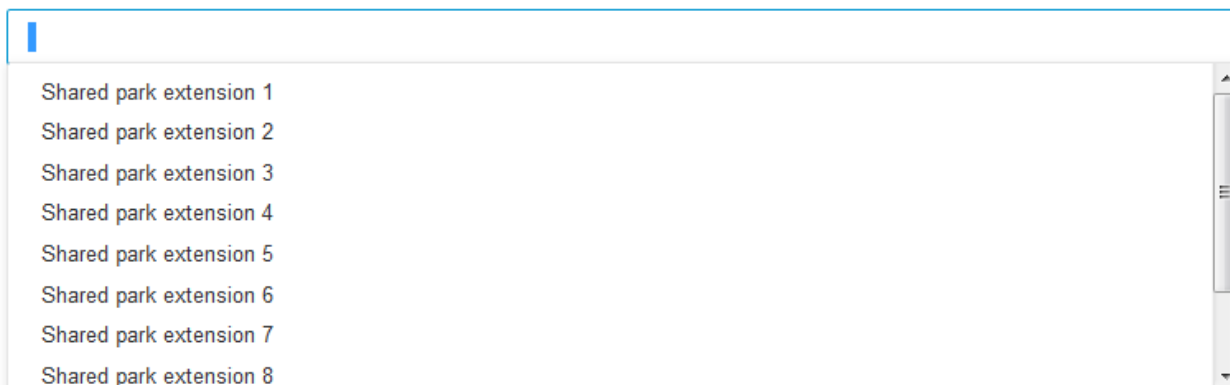 Shared park extension 1
Shared park extension 2
Shared park extension 3
Shared park extension 4
Shared park extension 5
Shared park extension 6
Shared park extension 7
Shared park extension 8